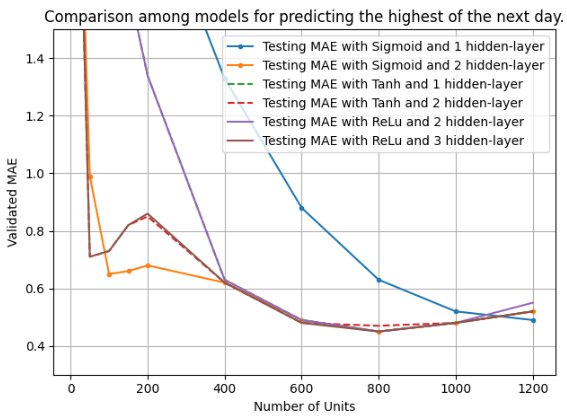 Comparison among models for predicting the highest of the next day.
Testing MAE with Sigmoid and 1 hidden-layer
Testing MAE with Sigmoid and 2 hidden-layer
Testing MAE with Tanh and 1 hidden-layer
Testing MAE with Tanh and 2 hidden-layer
Testing MAE with ReLu and 2 hidden-layer
Testing MAE with ReLu and 3 hidden-layer
Validated MAE
1.4
1.2
1.0
0.8
0.6
0.4
0 200 400 600 800 1000 1200
Number of Units